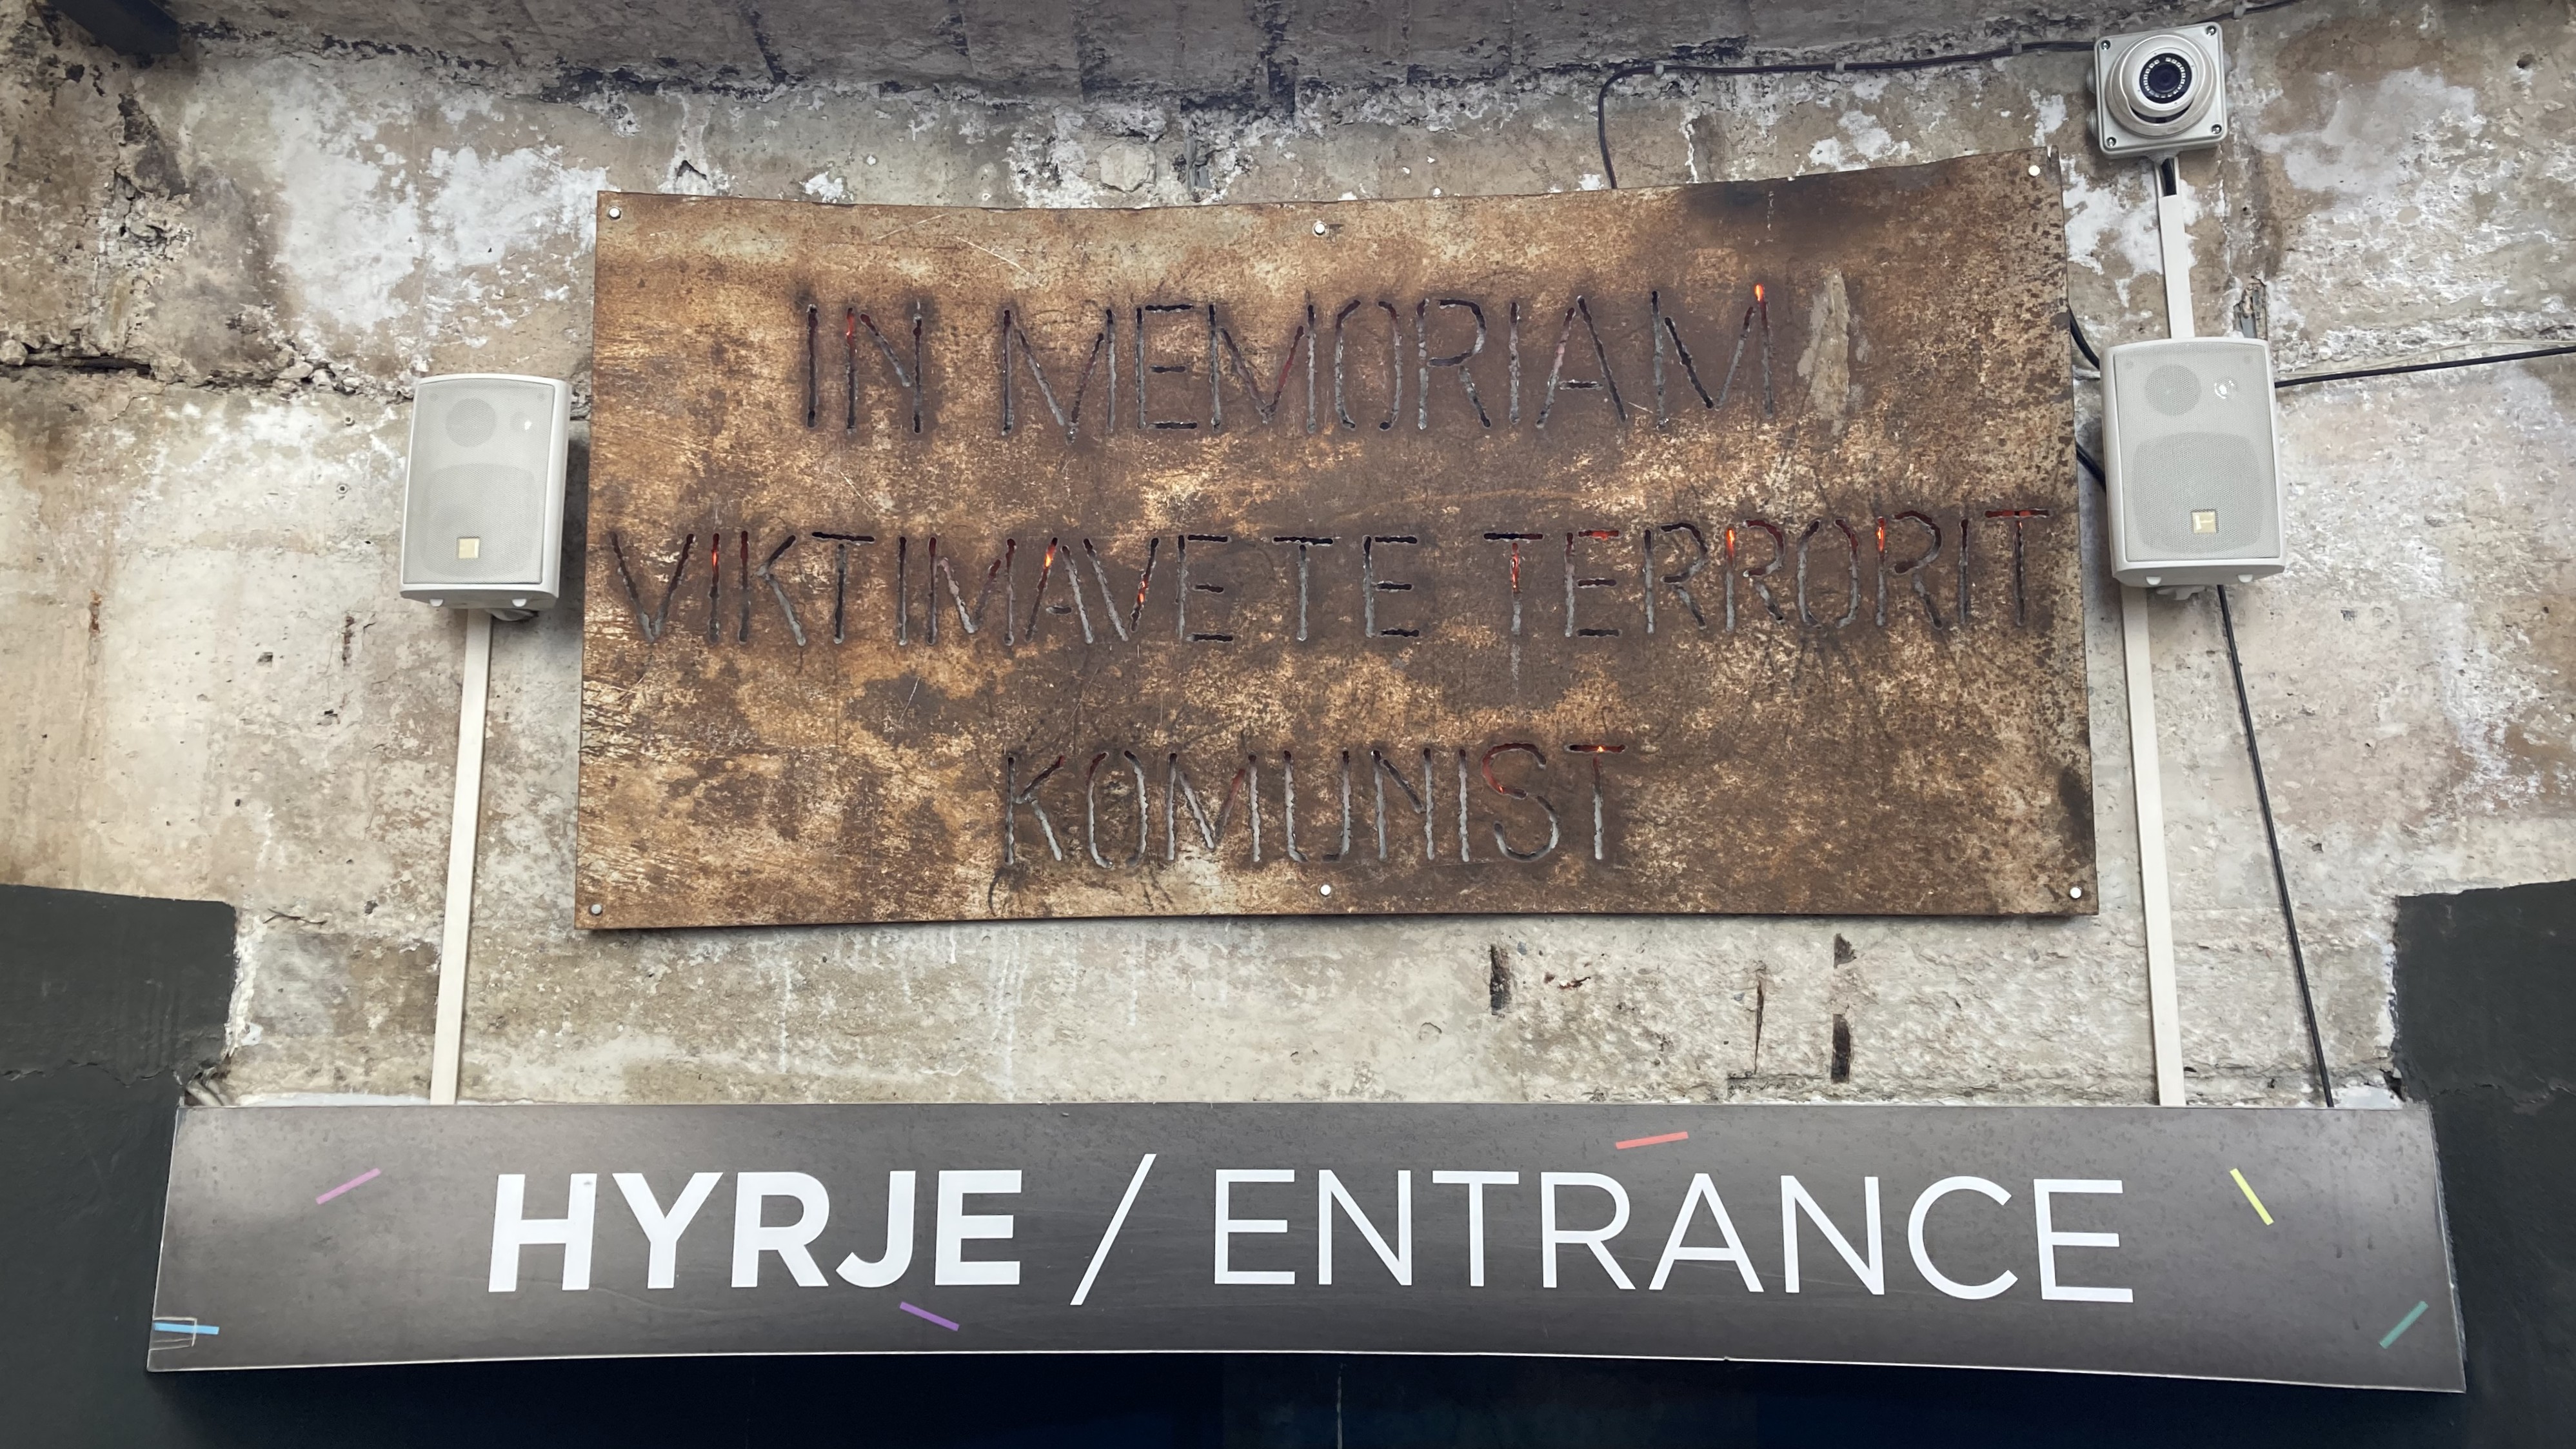 IN MEMORIAM
VIKTIMAVE TE TERRORIT
KOMUNIST
HYRJE / ENTRANCE